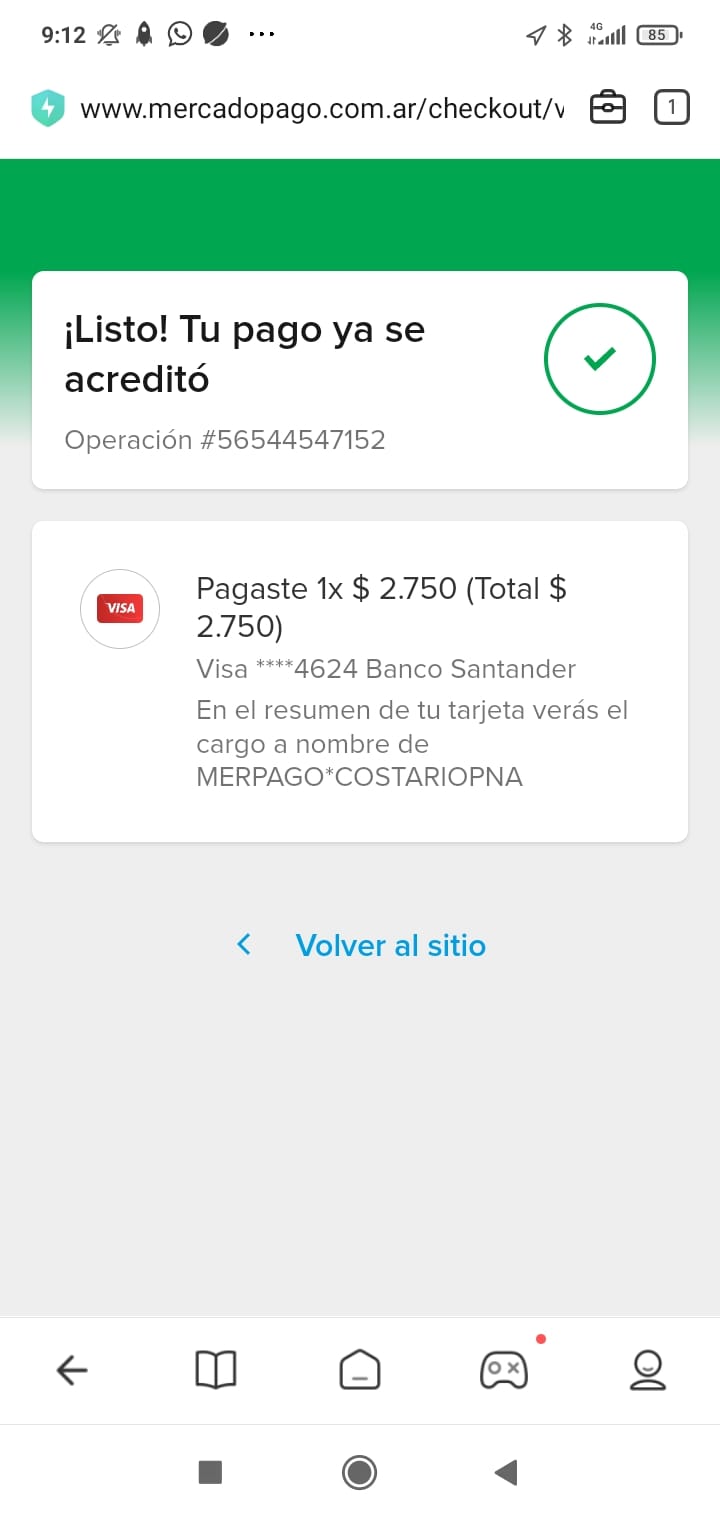 9:12
4G
85
www.mercadopago.com.ar/checkout/v
1
¡Listo! Tu pago ya se
acreditó
Operación #56544547152
VISA
Pagaste 1x $ 2.750 (Total $
2.750)
Visa ****4624 Banco Santander
En el resumen de tu tarjeta verás el
cargo a nombre de
MERPAGO*COSTARIOPNA
Volver al sitio